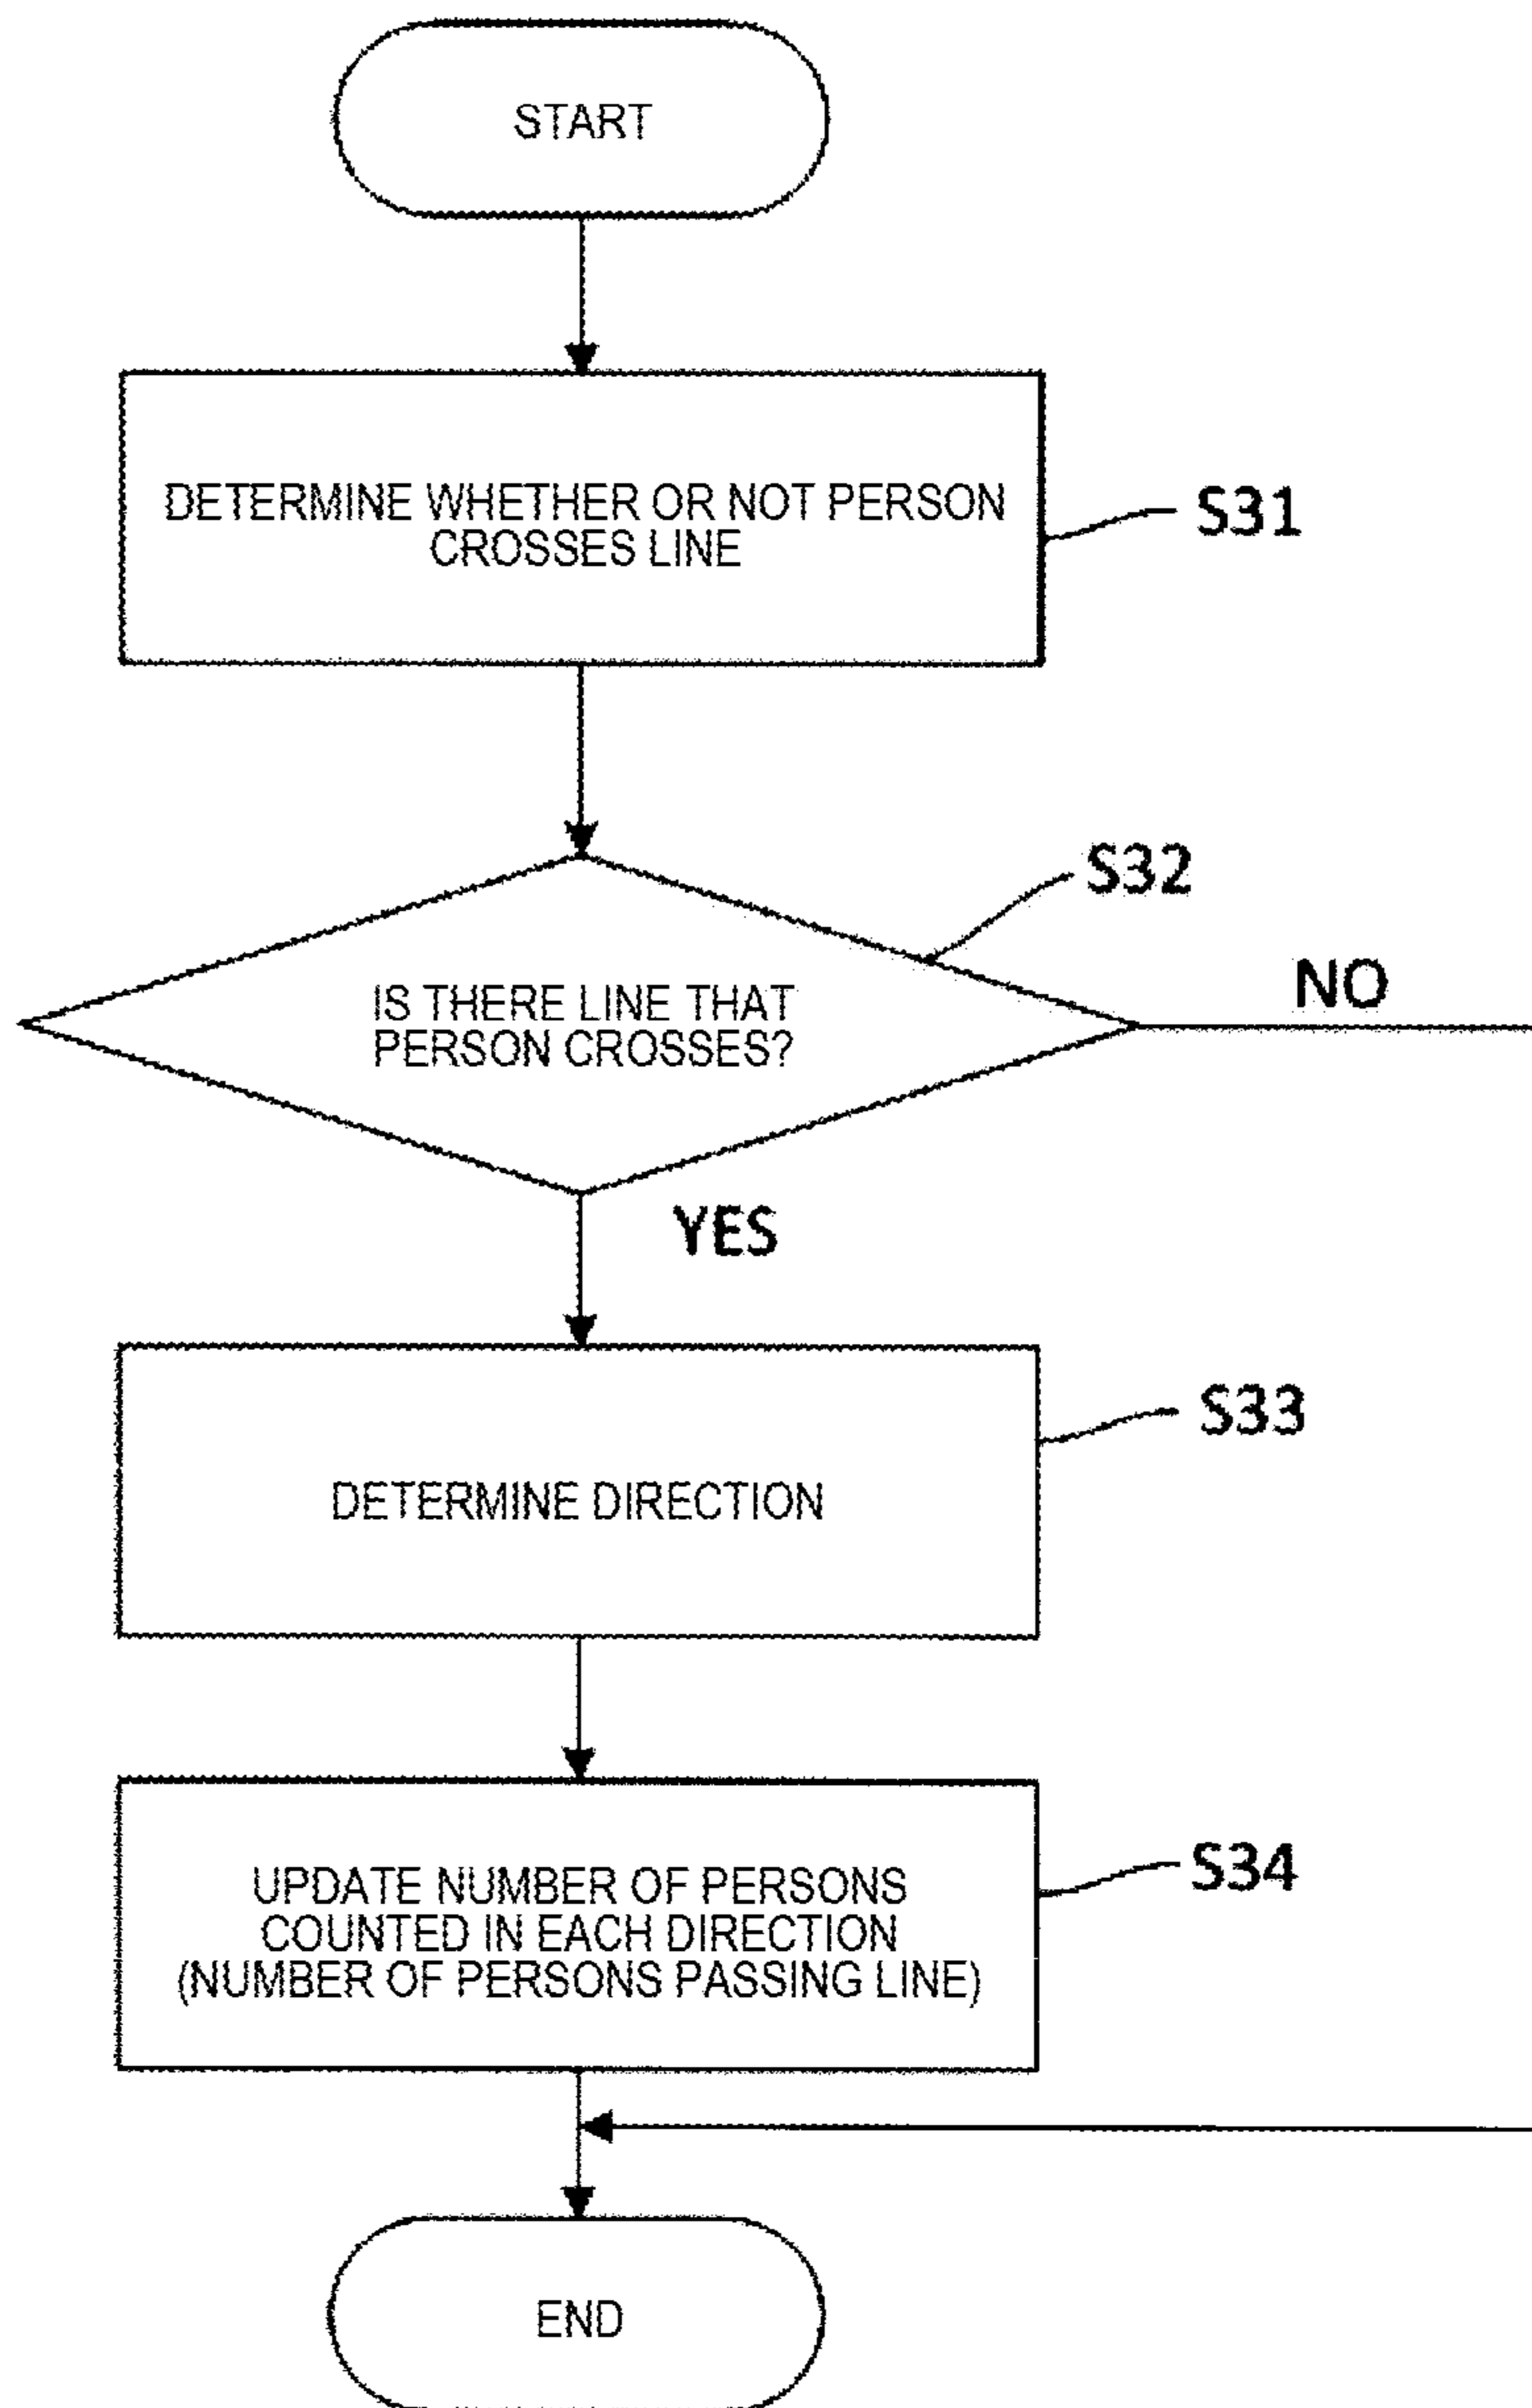 START
DETERMINE WHETHER OR NOT PERSON
CROSSES LINE
S31
S32
IS THERE LINE THAT
PERSON CROSSES?
NO
YES
S33
DETERMINE DIRECTION
UPDATE NUMBER OF PERSONS
COUNTED IN EACH DIRECTION
(NUMBER OF PERSONS PASSING LINE)
S34
END